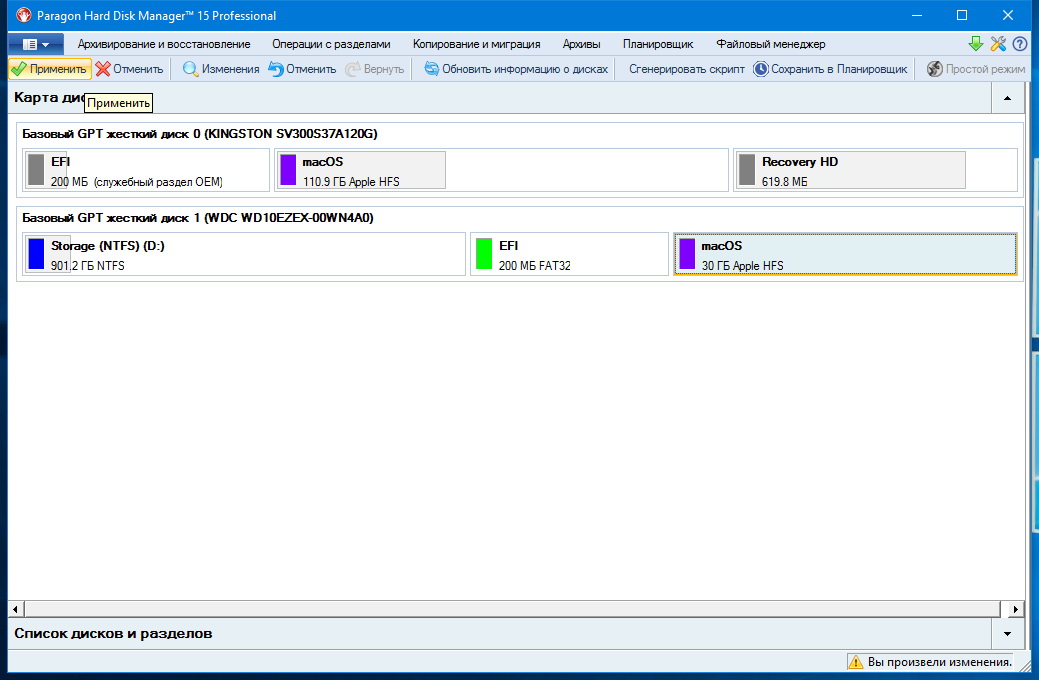 Paragon Hard Disk Manager™ 15 Professional
Архивирование и восстановление Операции с разделами Копирование и миграция Архивы Планировщик Файловый менеджер
Применить Отменить Изменения Отменить Вернуть Обновить информацию о дисках Сгенерировать скрипт Сохранить в Планировщик Простой режим
Карта дис
Применить
Базовый GPT жесткий диск 0 (KINGSTON SV300S37A120G)
EFI
200 МБ (служебный раздел OEM)
macOS
110.9 ГБ Apple HFS
Recovery HD
619.8 МБ
Базовый GPT жесткий диск 1 (WDC WD10EZEX-00WN4A0)
Storage (NTFS) (D:)
901.2 ГБ NTFS
EFI
200 МБ FAT32
macOS
30 ГБ Apple HFS
Список дисков и разделов
Вы произвели изменения.